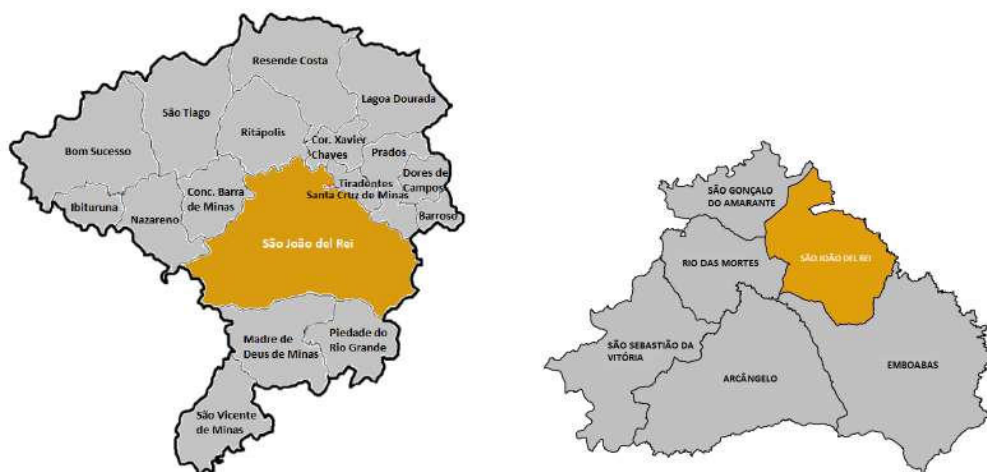 Resende Costa
Lagoa Dourada
São Tiago
Ritápolis
Cor. Xavier
Chaves
Bom Sucesso
Prados
Dores de
Campos
Tiradentes
Santa Cruz de Minas
Conc. Barra
de Minas
Ibituruna
Nazareno
Barroso
São João del Rei
Madre de
Deus de Minas
Piedade do
Rio Grande
São Vicente
de Minas
SÃO GONÇALO
DO AMARANTE
SÃO JOÃO DEL REI
RIO DAS MORTES
SÃO SEBASTIÃO DA
VITÓRIA
ARCÂNGELO
EMBOABAS